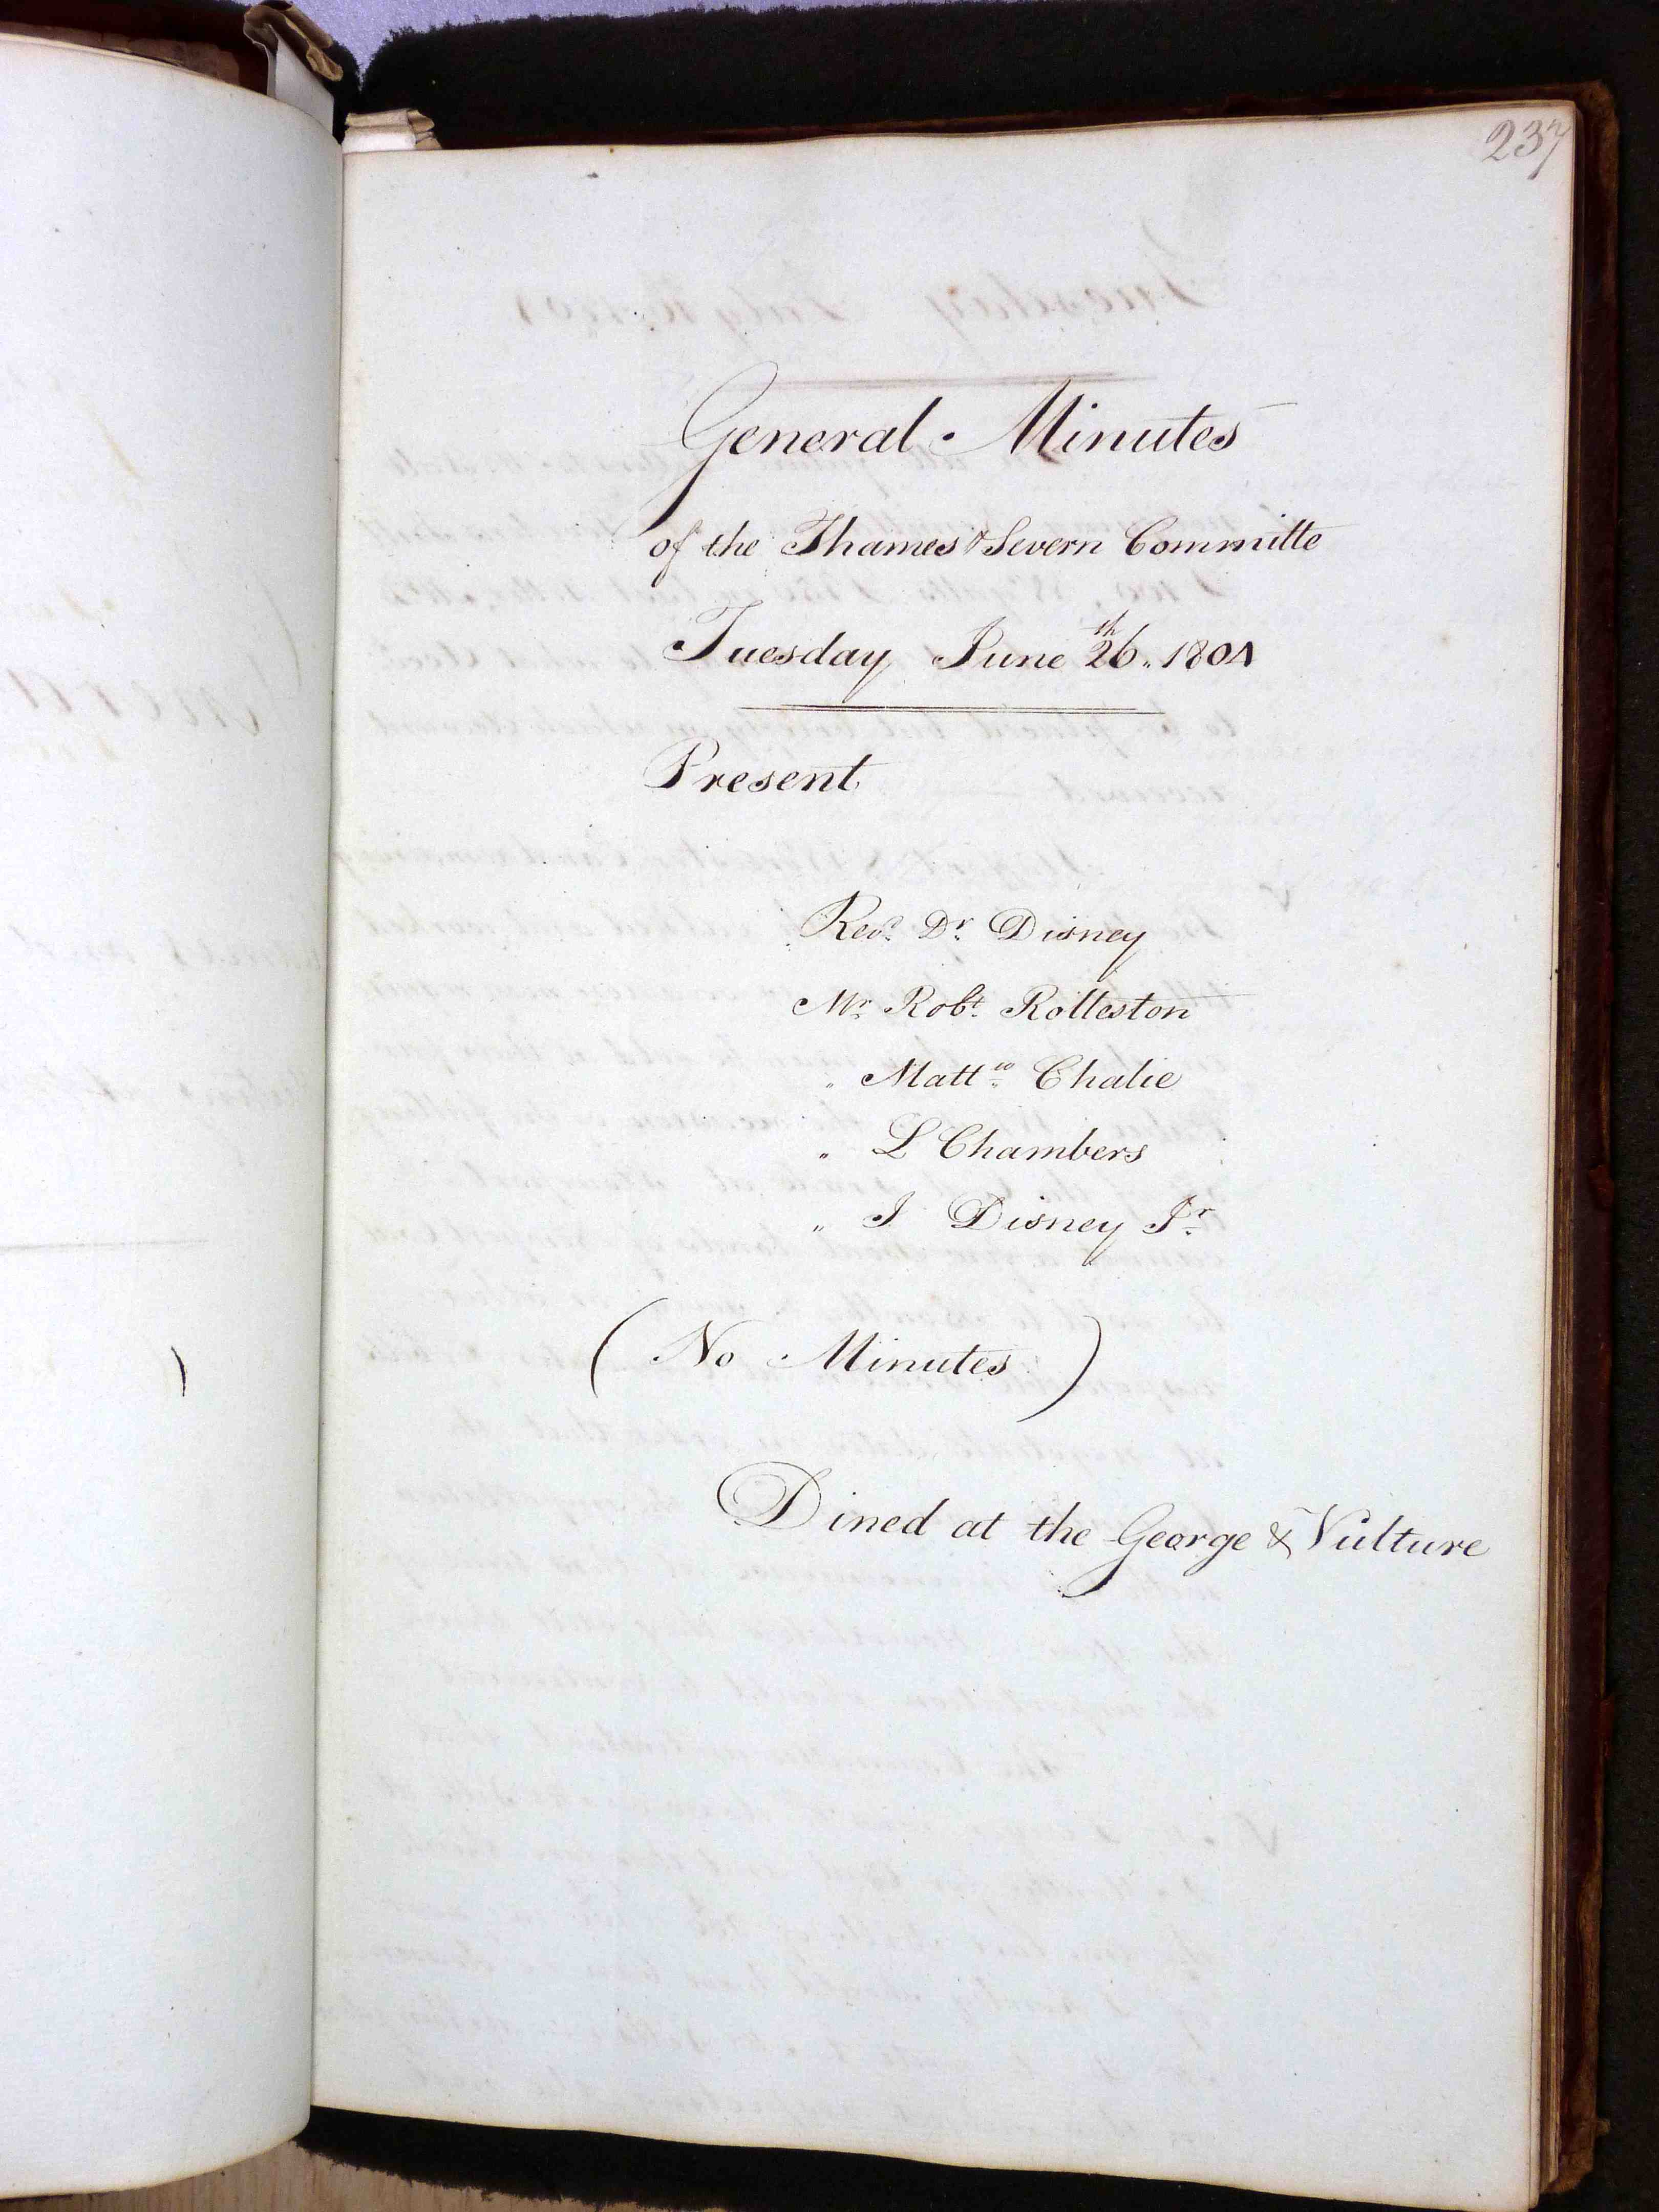 237
General Minutes
of the Thames & Severn Committe
Tuesday June 26th. 1804
Present
Revd. Dr. Disney
Mr. Robt. Rolleston
" Mattw. Chalie
" L Chambers
" J Disney Jr.
( No Minutes )
Dined at the George & Vulture